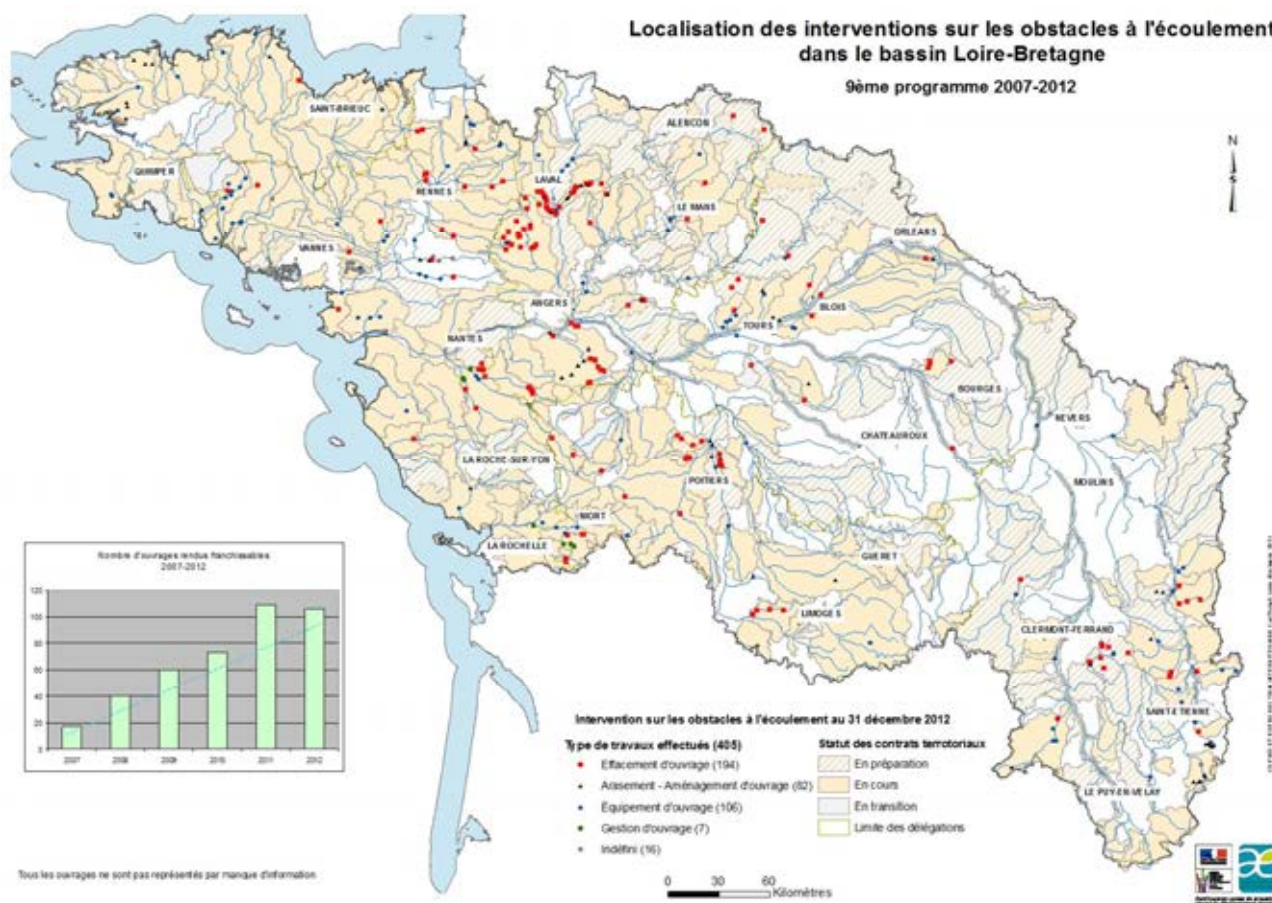 Localisation des interventions sur les obstacles à l'écoulement
dans le bassin Loire-Bretagne
9ème programme 2007-2012
N
SAINT-BRIEUC
ALENCON
QUIMPER
RENNES
LAVAL
LE MANS
VANNES
ORLEANS
ANGERS
BLOIS
TOURS
NANTES
BOURGES
NEVERS
CHATEAUROUX
LA ROCHE-SUR-YON
POITIERS
MOULINS
NIORT
LA ROCHELLE
GUERET
LIMOGES
CLERMONT-FERRAND
SAINT-ETIENNE
LE PUY-EN-VELAY
Nombre d'ouvrages rendus franchissables
2007-2012
120
100
80
60
40
20
0
2007 2008 2009 2010 2011 2012
Intervention sur les obstacles à l'écoulement au 31 décembre 2012
Type de travaux effectués (405)
Effacement d'ouvrage (194)
Arasement - Aménagement d'ouvrage (82)
Equipement d'ouvrage (106)
Gestion d'ouvrage (7)
Indéfini (16)
Statut des contrats terrotoriaux
En préparation
En cours
En transition
Limite des délégations
0 30 60
Kilomètres
Tous les ouvrages ne sont pas représentés par manque d'information